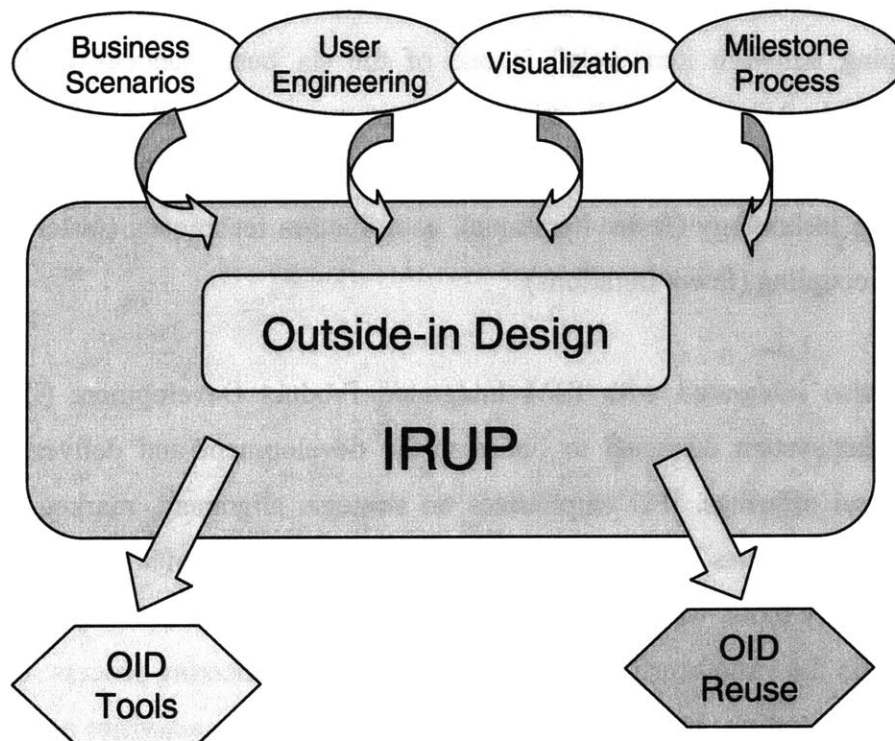 Business
Scenarios
User
Engineering
Visualization
Milestone
Process
Outside-in Design
IRUP
OID
Tools
OID
Reuse